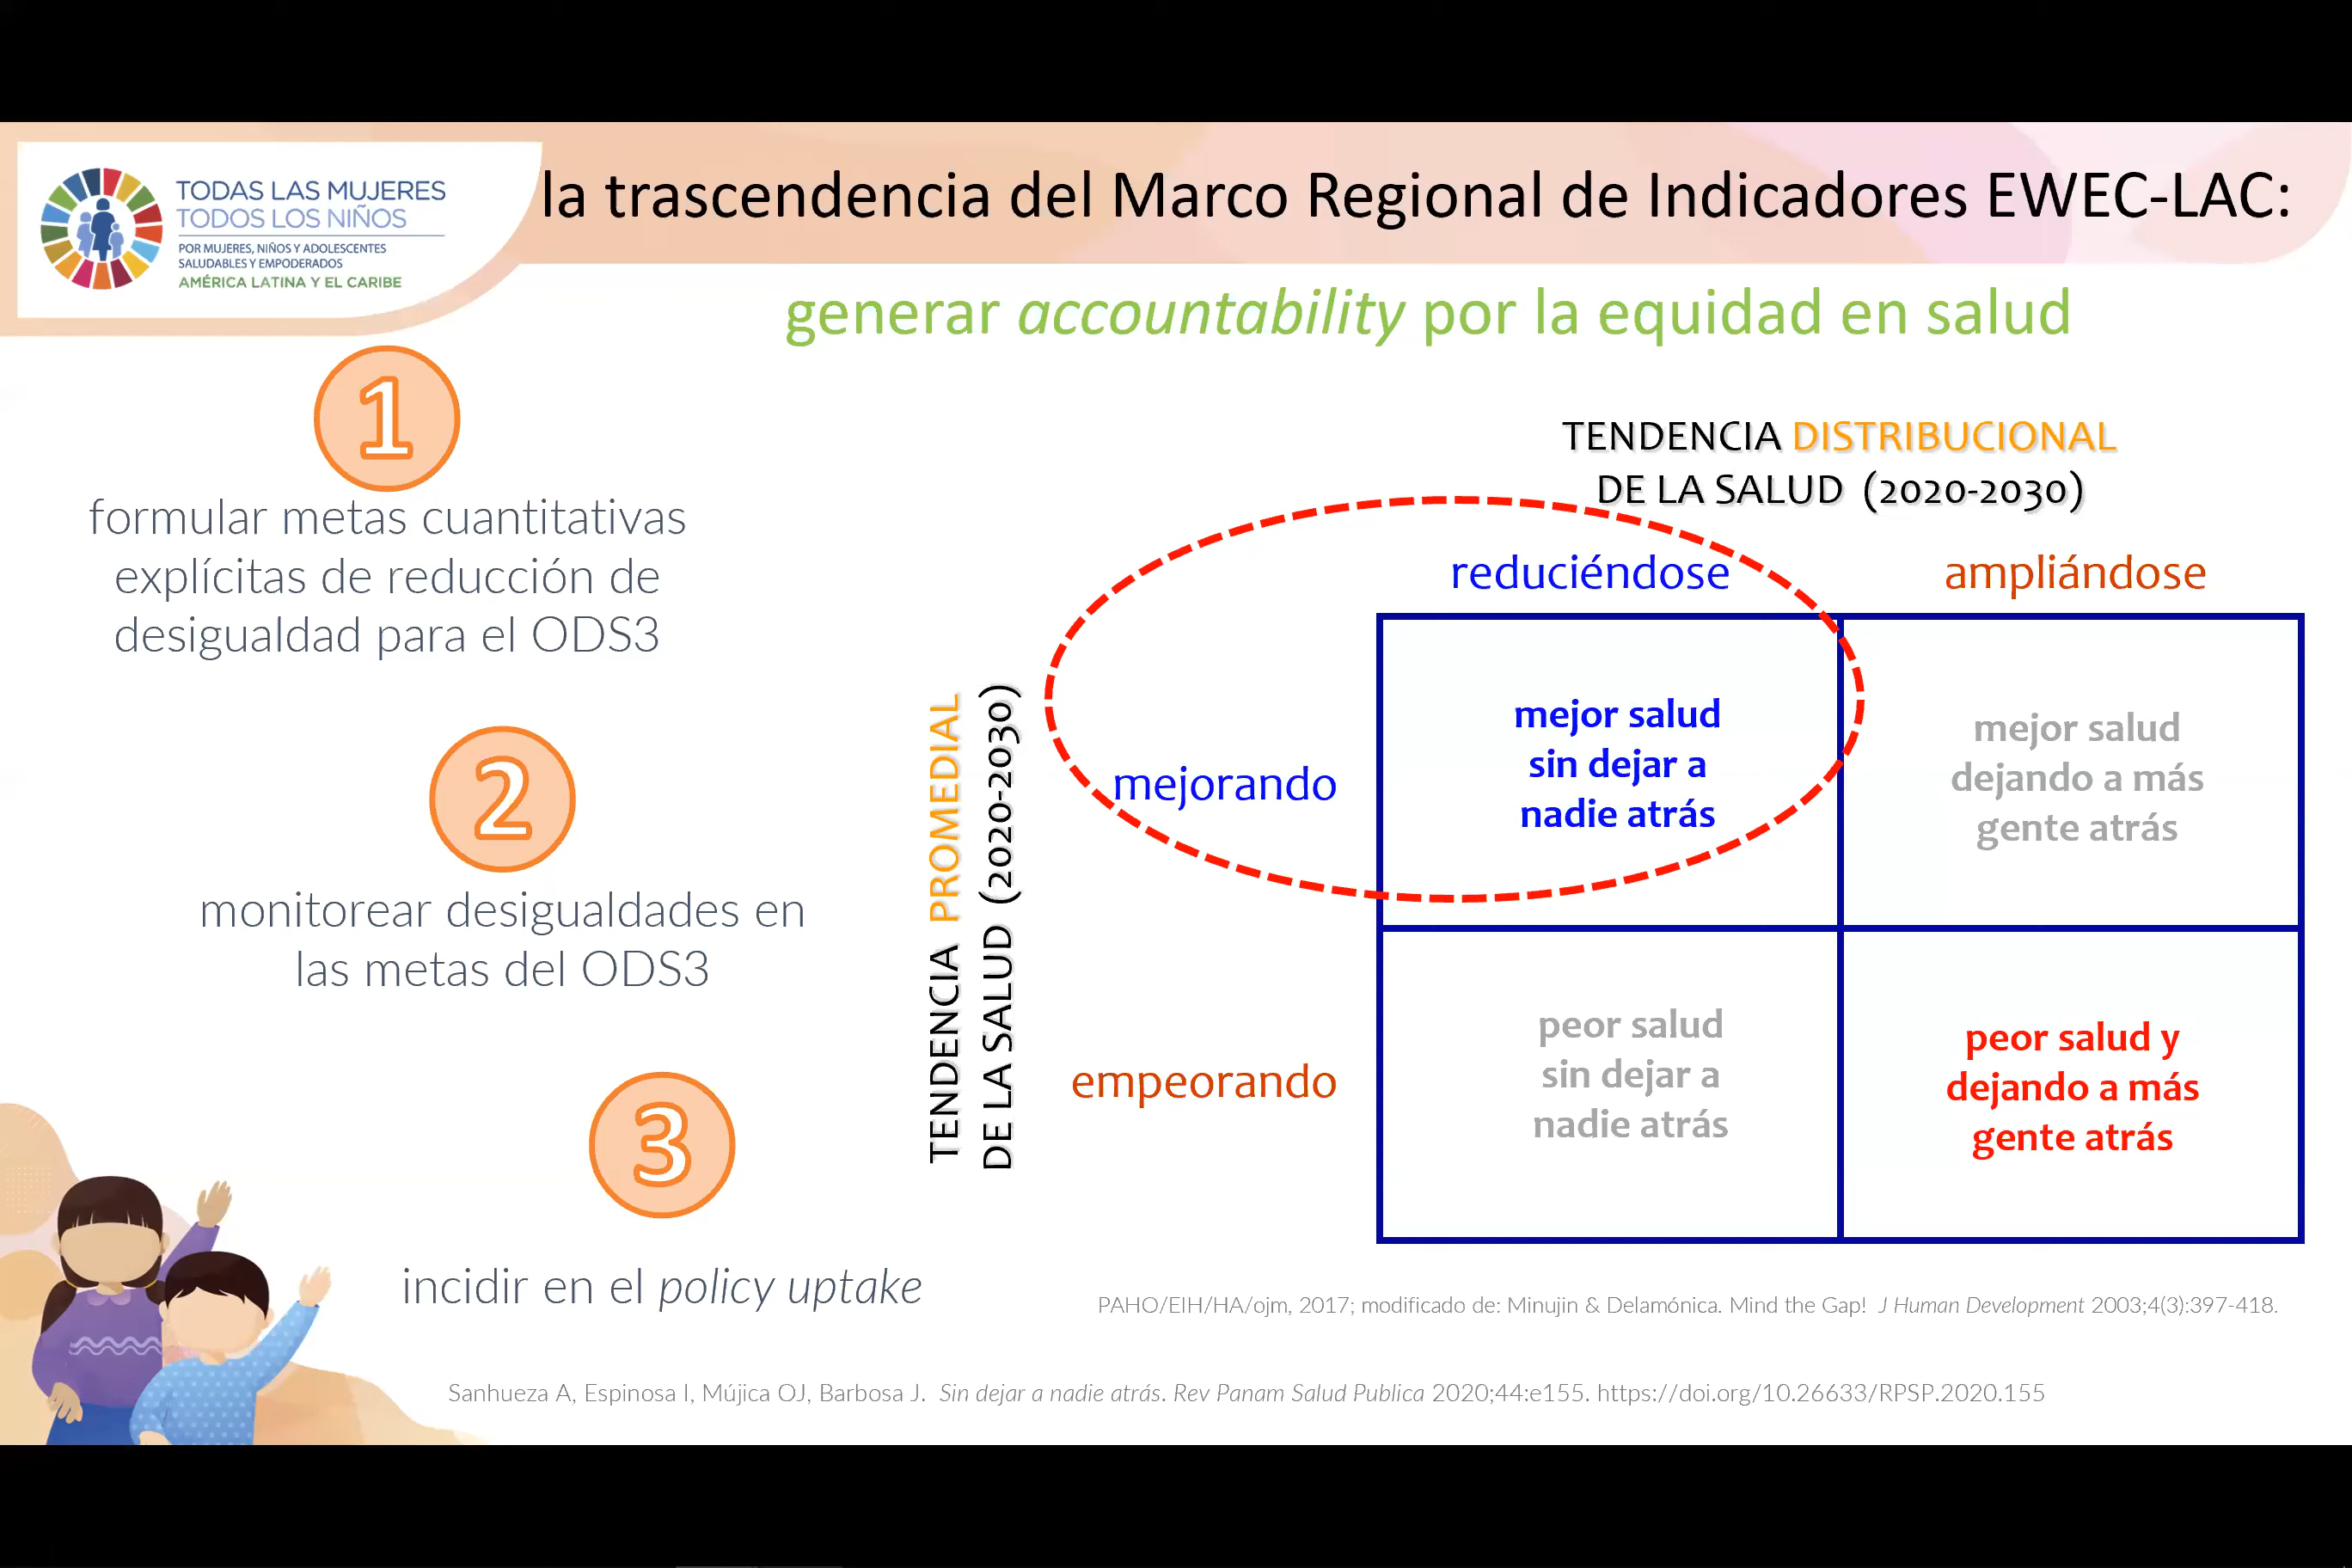 TODAS LAS MUJERES
TODOS LOS NIÑOS
POR MUJERES, NIÑOS Y ADOLESCENTES
SALUDABLES Y EMPODERADOS
AMÉRICA LATINA Y EL CARIBE
la trascendencia del Marco Regional de Indicadores EWEC-LAC:
generar accountability por la equidad en salud
1
formular metas cuantitativas
explícitas de reducción de
desigualdad para el ODS3
2
monitorear desigualdades en
las metas del ODS3
3
incidir en el policy uptake
TENDENCIA DISTRIBUCIONAL
DE LA SALUD (2020-2030)
reduciéndose
ampliándose
TENDENCIA PROMEDIAL
DE LA SALUD (2020-2030)
mejorando
mejor salud
sin dejar a
nadie atrás
mejor salud
dejando a más
gente atrás
empeorando
peor salud
sin dejar a
nadie atrás
peor salud y
dejando a más
gente atrás
PAHO/EIH/HA/ojm, 2017; modificado de: Minujin & Delamónica. Mind the Gap! J Human Development 2003;4(3):397-418.
Sanhueza A, Espinosa I, Mújica OJ, Barbosa J. Sin dejar a nadie atrás. Rev Panam Salud Publica 2020;44:e155. https://doi.org/10.26633/RPSP.2020.155